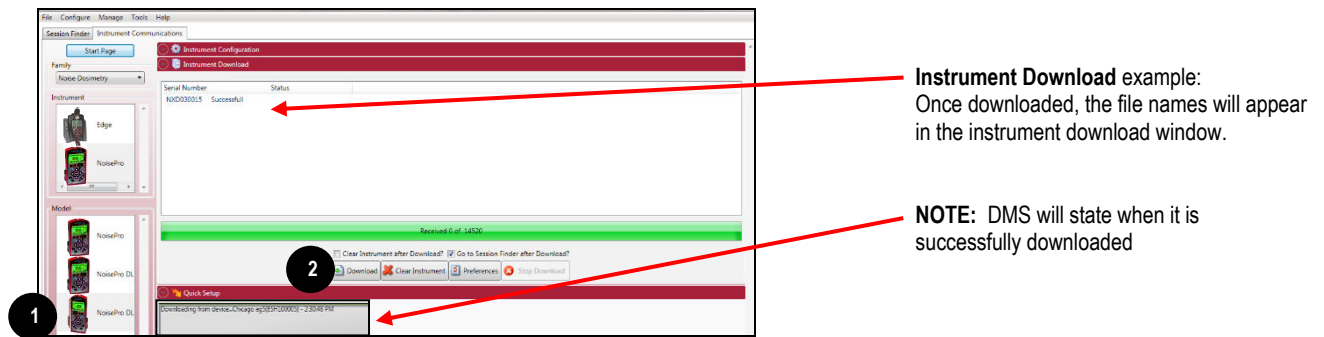 File Configure Manage Tools Help
Session Finder Instrument Communications
Start Page
Family
Noise Dosimetry
Instrument
Edge
NoisePro
Model
NoisePro
NoisePro DL
NoisePro DL
1
Instrument Configuration
Instrument Download
Serial Number Status
NXD030015 Successfull
Received 0 of 14520
Clear Instrument after Download? Go to Session Finder after Download?
2
Download Clear Instrument Preferences Stop Download
Quick Setup
Downloading from device..Chicago - 2:30:48 PM
Instrument Download example:
Once downloaded, the file names will appear
in the instrument download window.
NOTE: DMS will state when it is
successfully downloaded